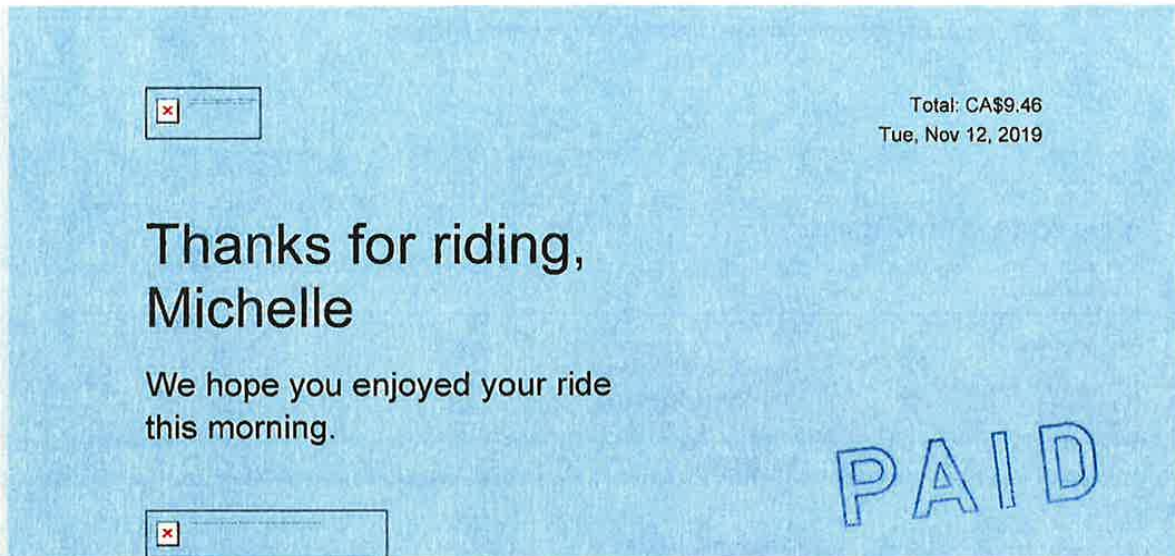 Total: CA$9.46
Tue, Nov 12, 2019
Thanks for riding,
Michelle
We hope you enjoyed your ride
this morning.
PAID